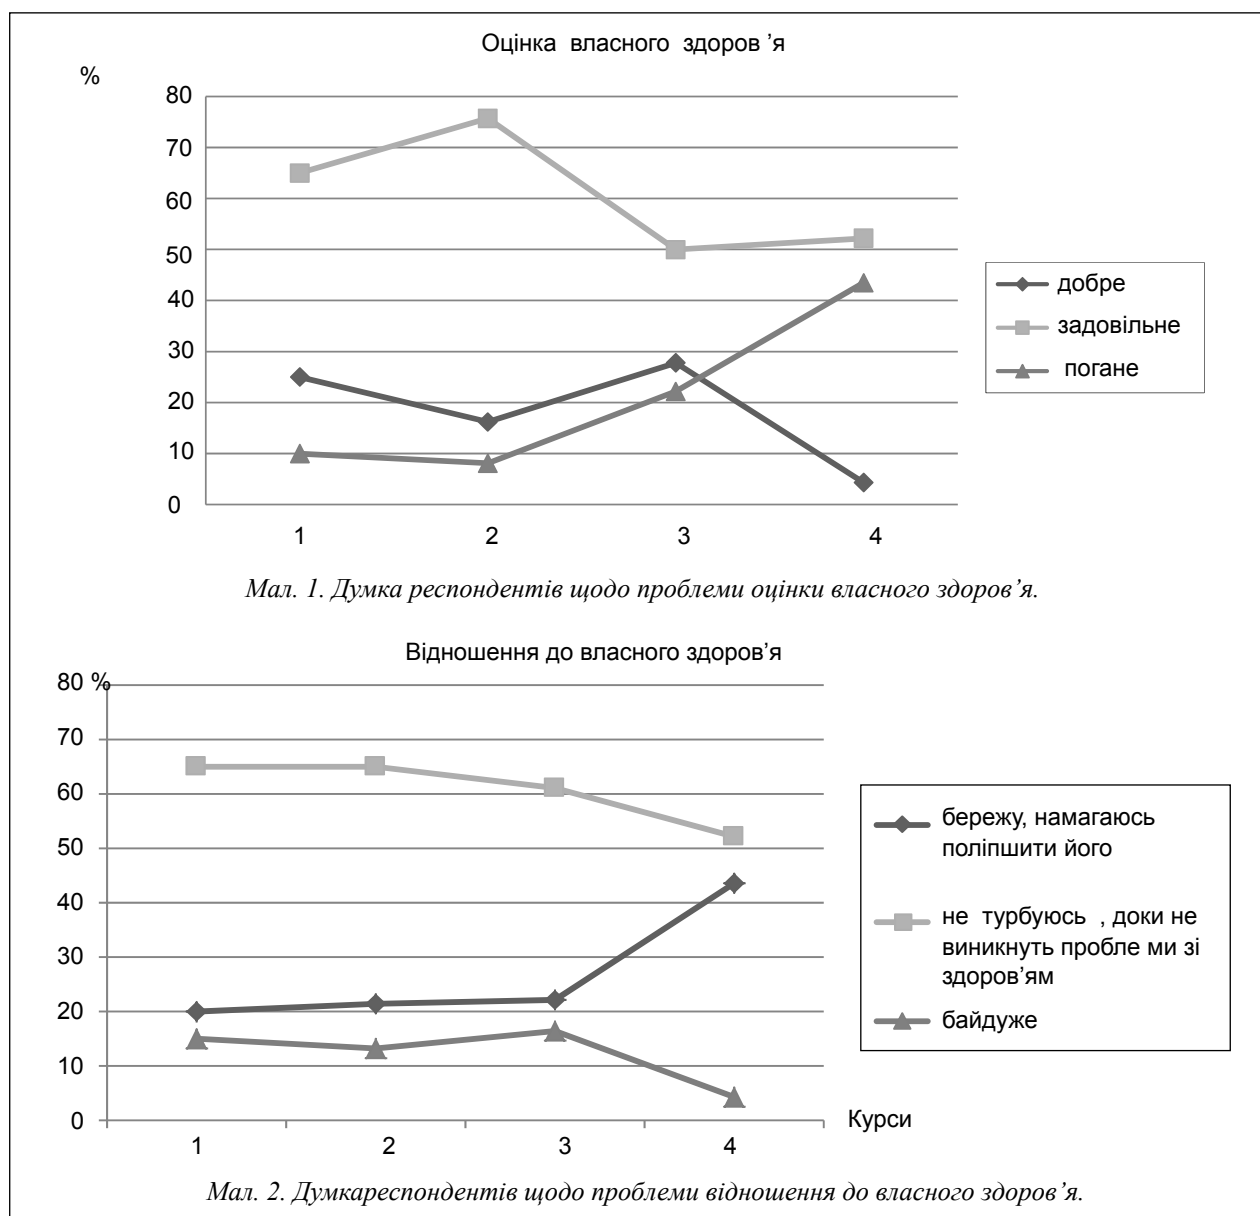 Оцінка власного здоров ’я
%
80
70
60
50
40
30
20
10
0
1 2 3 4
добре
задовільне
погане
Мал. 1. Думка респондентів щодо проблеми оцінки власного здоров’я.
Відношення до власного здоров’я
80 %
70
60
50
40
30
20
10
0
1 2 3 4
Курси
бережу, намагаюсь
поліпшити його
не турбуюсь , доки не
виникнуть пробле ми зі
здоров’ям
байдуже
Мал. 2. Думкареспондентів щодо проблеми відношення до власного здоров’я.